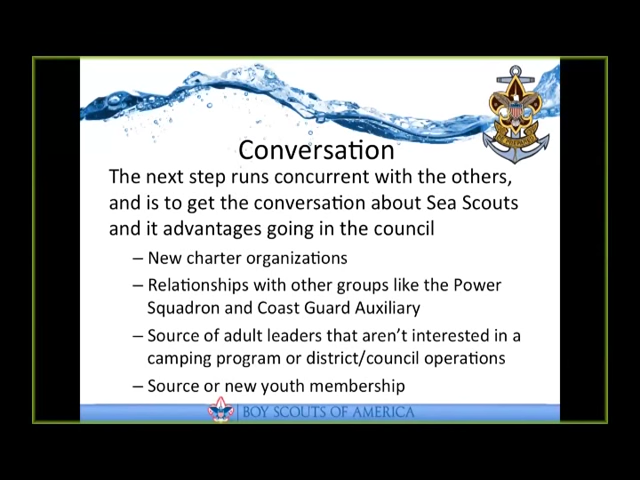 Conversation
The next step runs concurrent with the others,
and is to get the conversation about Sea Scouts
and it advantages going in the council
– New charter organizations
– Relationships with other groups like the Power
Squadron and Coast Guard Auxiliary
– Source of adult leaders that aren't interested in a
camping program or district/council operations
– Source or new youth membership
BOY SCOUTS OF AMERICA